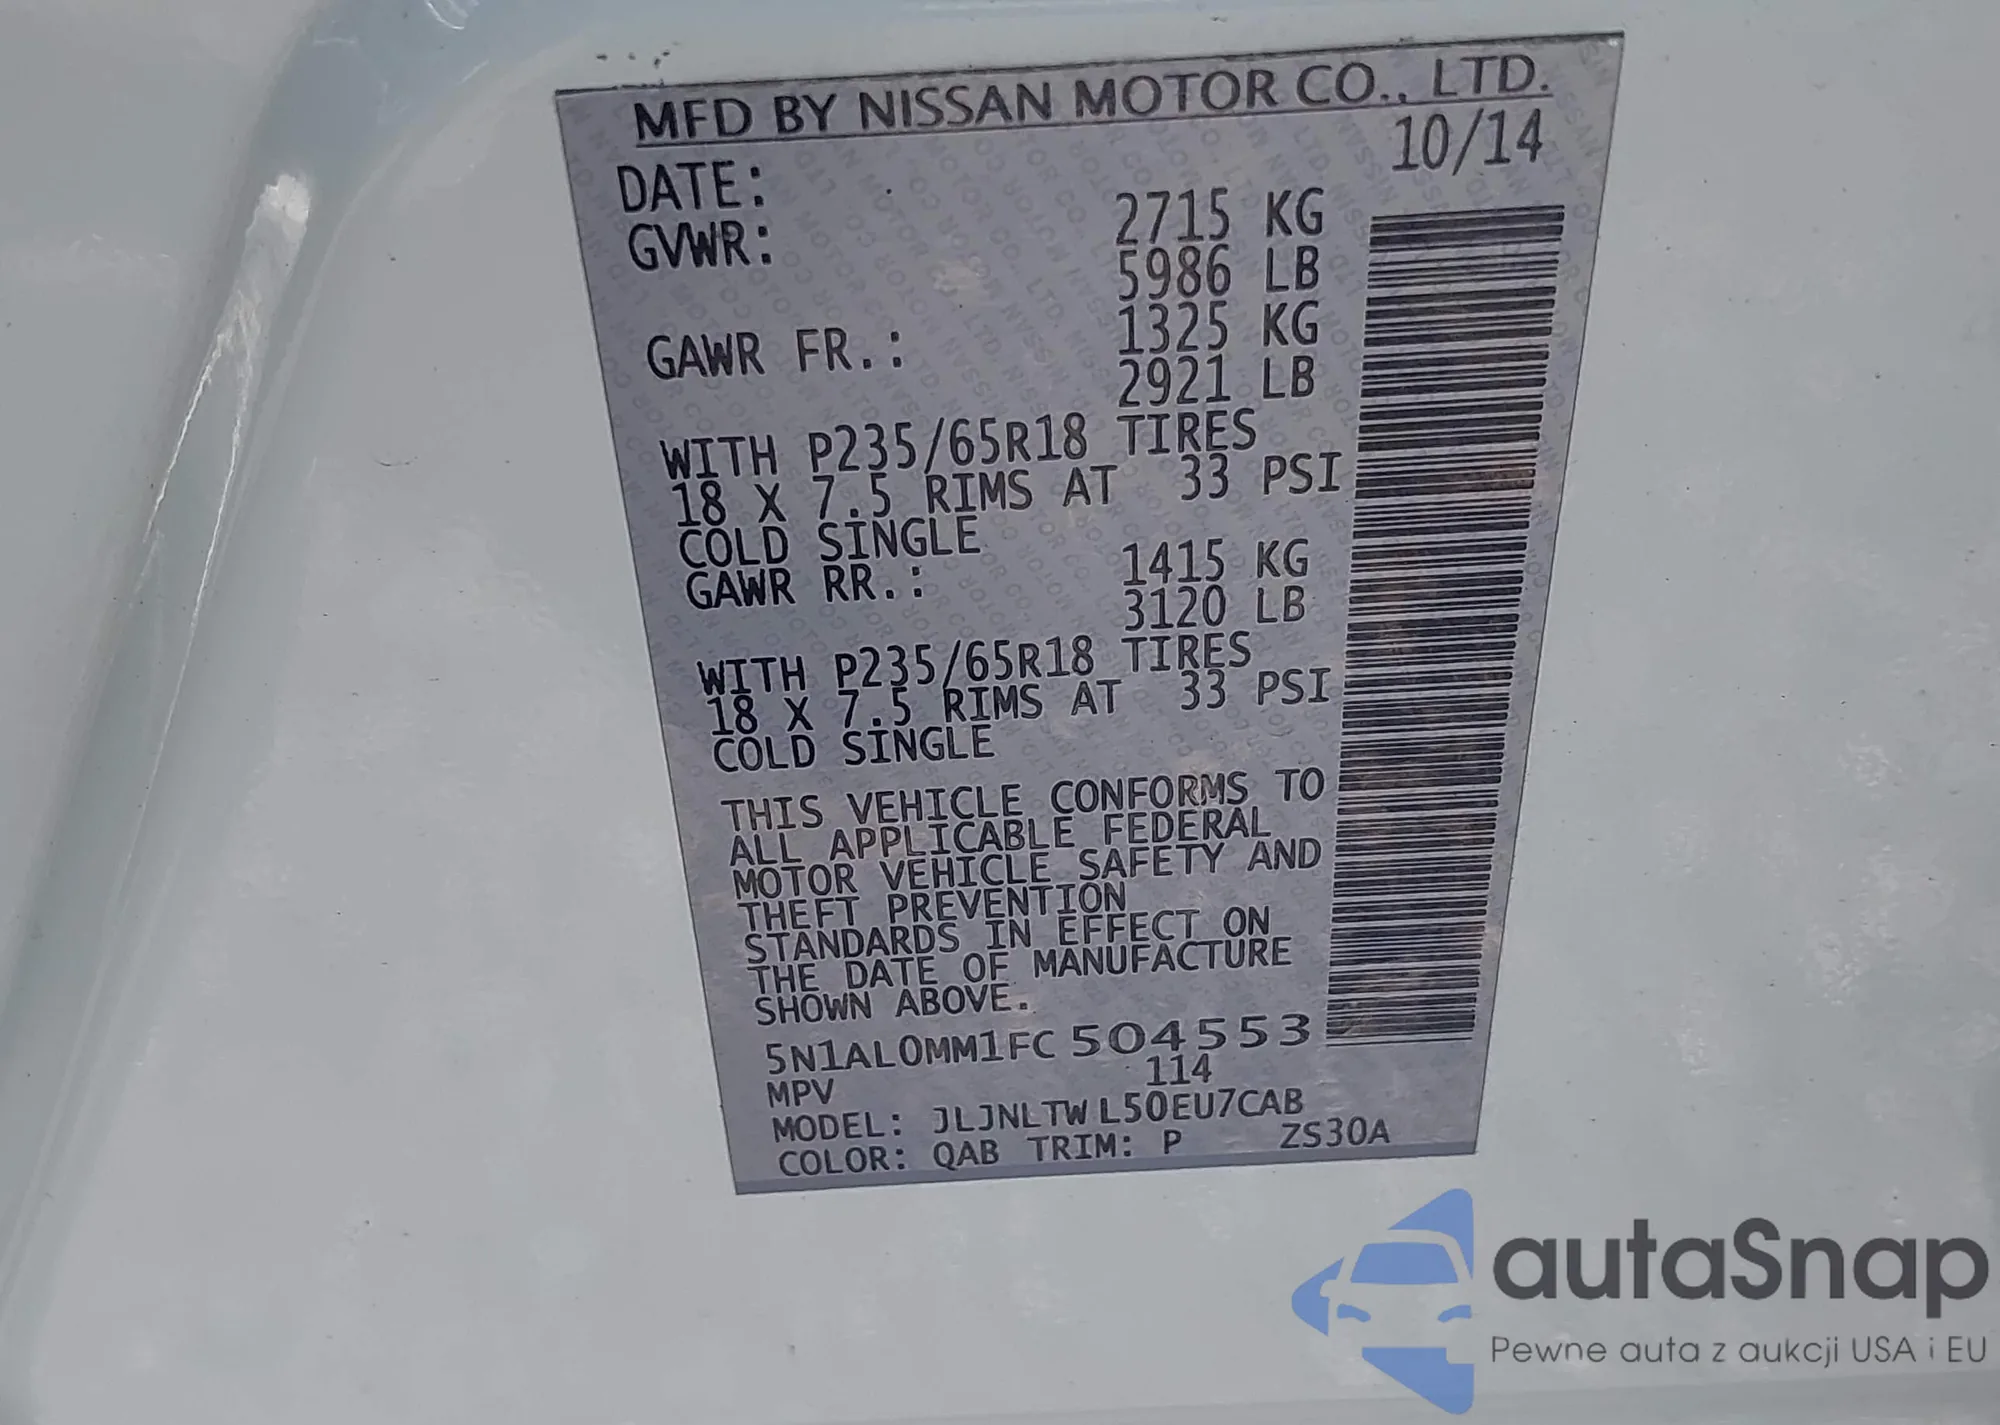 MFD BY NISSAN MOTOR CO., LTD.
DATE: 10/14
GVWR: 2715 KG
5986 LB
GAWR FR.: 1325 KG
2921 LB
WITH P235/65R18 TIRES
18 X 7.5 RIMS AT 33 PSI
COLD SINGLE
GAWR RR.: 1415 KG
3120 LB
WITH P235/65R18 TIRES
18 X 7.5 RIMS AT 33 PSI
COLD SINGLE
THIS VEHICLE CONFORMS TO
ALL APPLICABLE FEDERAL
MOTOR VEHICLE SAFETY AND
THEFT PREVENTION
STANDARDS IN EFFECT ON
THE DATE OF MANUFACTURE
SHOWN ABOVE.
5N1AL0MM1FC504553
MPV 114
MODEL: JLJNLTWL50EU7CAB
COLOR: QAB TRIM: P ZS30A
autaSnap
Pewne auta z aukcji USA i EU